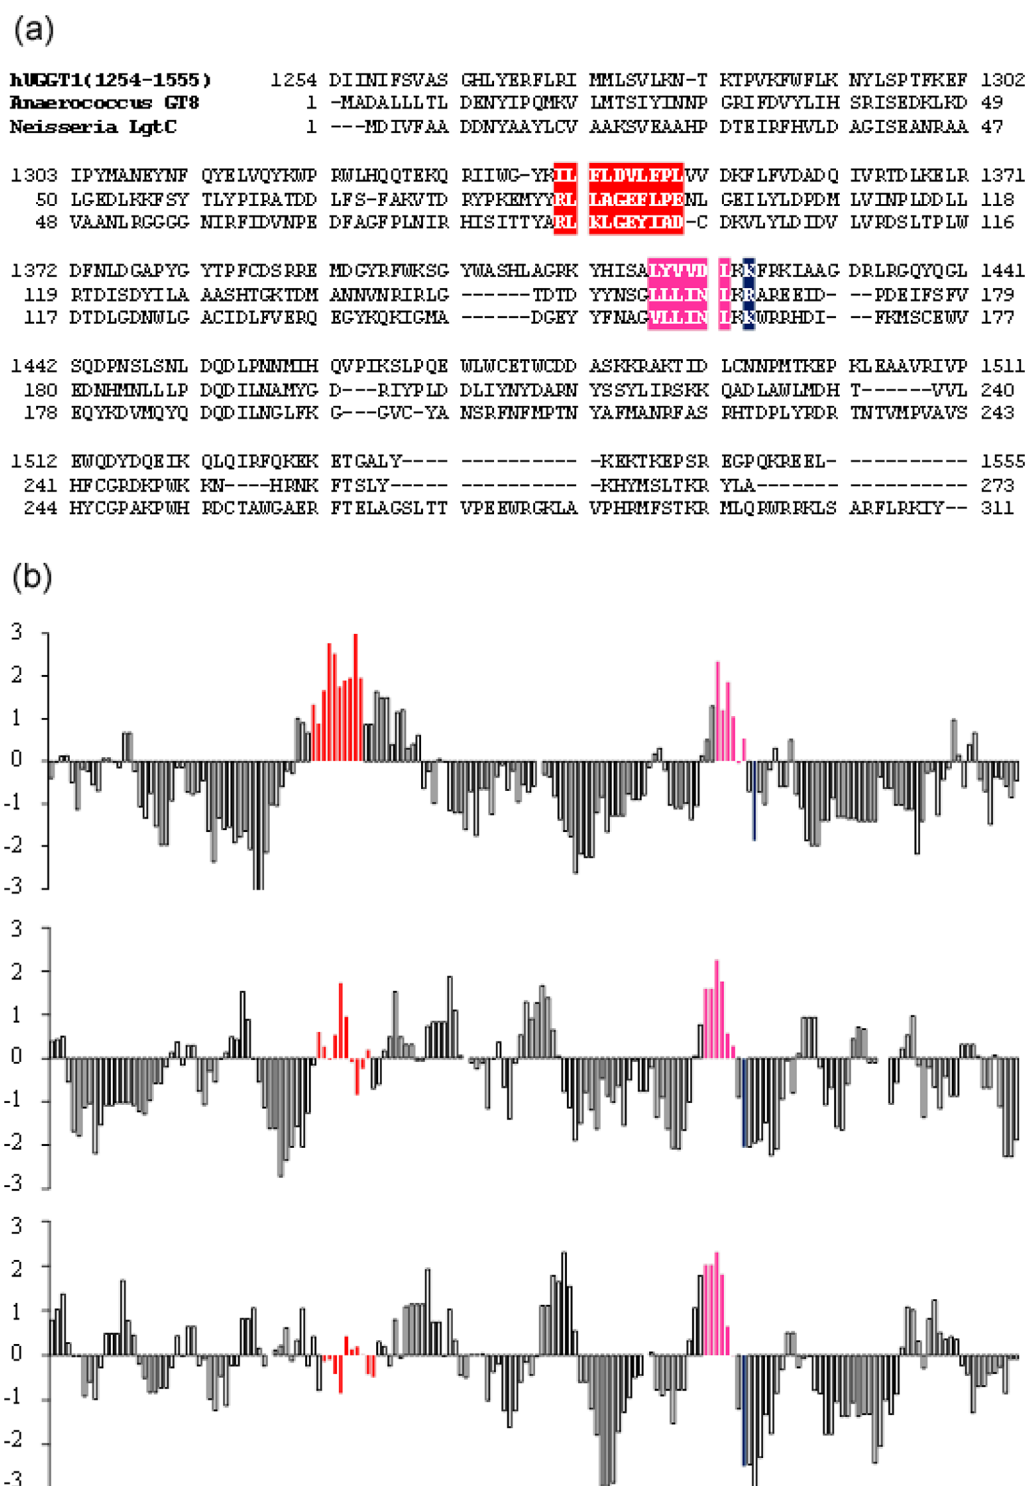 (a)
hUGGT1(1254-1555) 1254 DIINIFSVAS GHLYERFLRI MMLSVLKN-T KTPVKFWFLK NYLSPTFKEF 1302
Anaerococcus GT8 1 -MADALLLTL DENYIPQMKV LMTSIYINNP GRIFDVYLIH SRISEDKLKD 49
Neisseria LgtC 1 ---MDIVFAA DDNYAAYLCV AAKSVEAAHP DTEIRFHVLD AGISEANRAA 47
1303 IPYMANEYNF QYELVQYKWP RWLHQQTEKQ RIIWG-YKIL FLDVLFPLVV DKFLFVDADQ IVRTDLKELR 1371
50 LGEDLKKFSY TLYPIRATDD LFS-FAKVTD RYPKEMYYRL LAGEFLPENL GEILYLDPDM LVINPLDDLL 118
48 VAANLRGGGG NIRFIDVNPE DFAGFPLNIR HISITTYARL KLGEYIAD-C DKVLYLDIDV LVRDSLTPLW 116
1372 DFNLDGAPYG YTPFCDSRRE MDGYRFWKSG YWASHLAGRK YHISALYVVD LKKFRKIAAG DRLRGQYQGL 1441
119 RTDISDYILA AASHTGKTDM ANNVNRIRLG ------TDTD YYNSGLLLIN LKRAREEID- --PDEIFSFV 179
117 DTDLGDNWLG ACIDLFVERQ EGYKQKIGMA ------DGEY YFNAGVLLIN LKKWRRHDI- --FKMSCEWV 177
1442 SQDPNSLSNL DQDLPNNMIH QVPIKSLPQE WLWCETWCDD ASKKRAKTID LCNNPMTKEP KLEAAVRIVP 1511
180 EDNHMNLLLP DQDILNAMYG D---RIYPLD DLIYNYDARN YSSYLIRSKK QADLAWLMDH T------VVL 240
178 EQYKDVMQYQ DQDILNGLFK G---GVC-YA NSRFNFMPTN YAFMANRFAS RHTDPLYRDR TNTVMPVAVS 243
1512 EWQDYDQEIK QLQIRFQKEK ETGALY---- ---------- -KEKTKEPSR EGPQKREEL- ---------- 1555
241 HFCGRDKPWK KN----HRNK FTSLY----- ---------- -KHYMSLTKR YLA------- ---------- 273
244 HYCGPAKPWH RDCTAWGAER FTELAGSLTT VPEEWRGKLA VPHRMFSTKR MLQRWRRKLS ARFLRKIY-- 311
(b)
3
2
1
0
-1
-2
-3
3
2
1
0
-1
-2
-3
3
2
1
0
-1
-2
-3